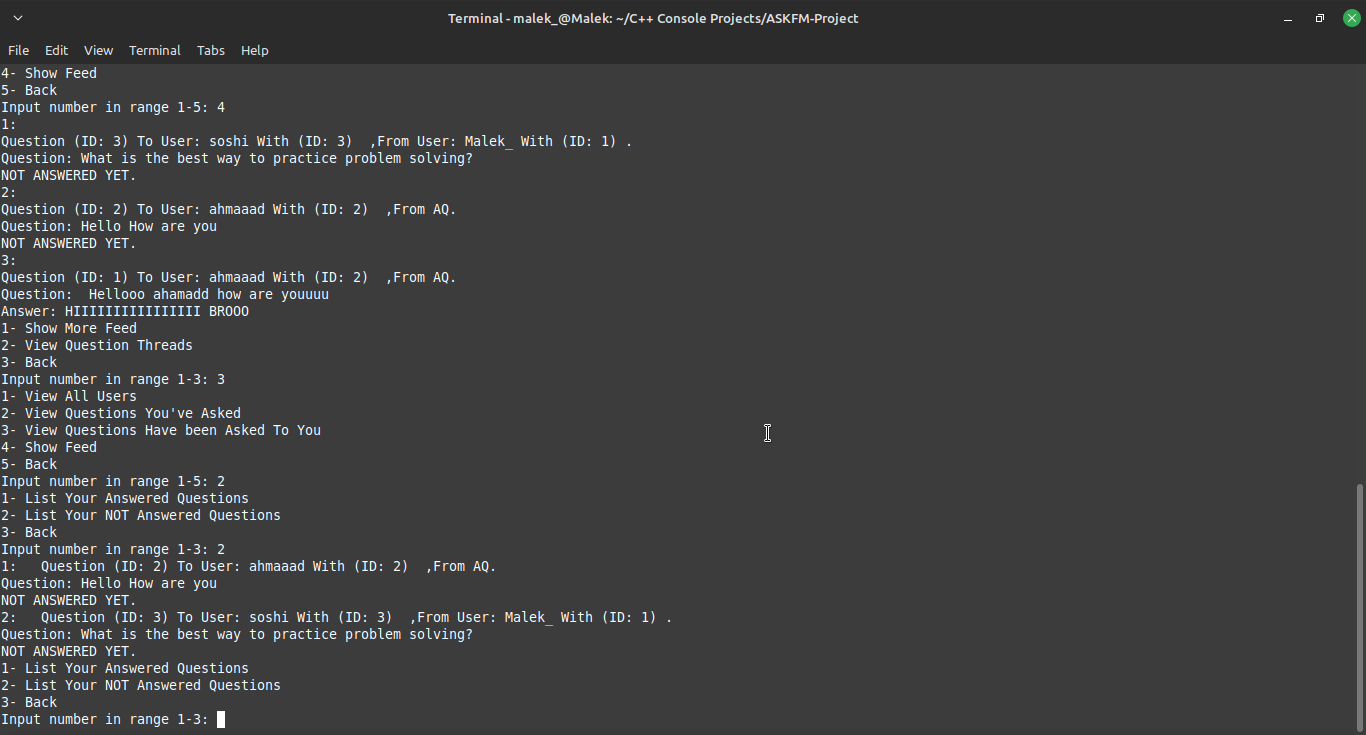 Terminal - malek_@Malek: ~/C++ Console Projects/ASKFM-Project
File Edit View Terminal Tabs Help
4- Show Feed
5- Back
Input number in range 1-5: 4
1:
Question (ID: 3) To User: soshi With (ID: 3)  ,From User: Malek_ With (ID: 1) .
Question: What is the best way to practice problem solving?
NOT ANSWERED YET.
2:
Question (ID: 2) To User: ahmaaad With (ID: 2)  ,From AQ.
Question: Hello How are you
NOT ANSWERED YET.
3:
Question (ID: 1) To User: ahmaaad With (ID: 2)  ,From AQ.
Question:  Hellooo ahamadd how are youuuu
Answer: HIIIIIIIIIIIIIIII BROOO
1- Show More Feed
2- View Question Threads
3- Back
Input number in range 1-3: 3
1- View All Users
2- View Questions You've Asked
3- View Questions Have been Asked To You
4- Show Feed
5- Back
Input number in range 1-5: 2
1- List Your Answered Questions
2- List Your NOT Answered Questions
3- Back
Input number in range 1-3: 2
1:   Question (ID: 2) To User: ahmaaad With (ID: 2)  ,From AQ.
Question: Hello How are you
NOT ANSWERED YET.
2:   Question (ID: 3) To User: soshi With (ID: 3)  ,From User: Malek_ With (ID: 1) .
Question: What is the best way to practice problem solving?
NOT ANSWERED YET.
1- List Your Answered Questions
2- List Your NOT Answered Questions
3- Back
Input number in range 1-3: